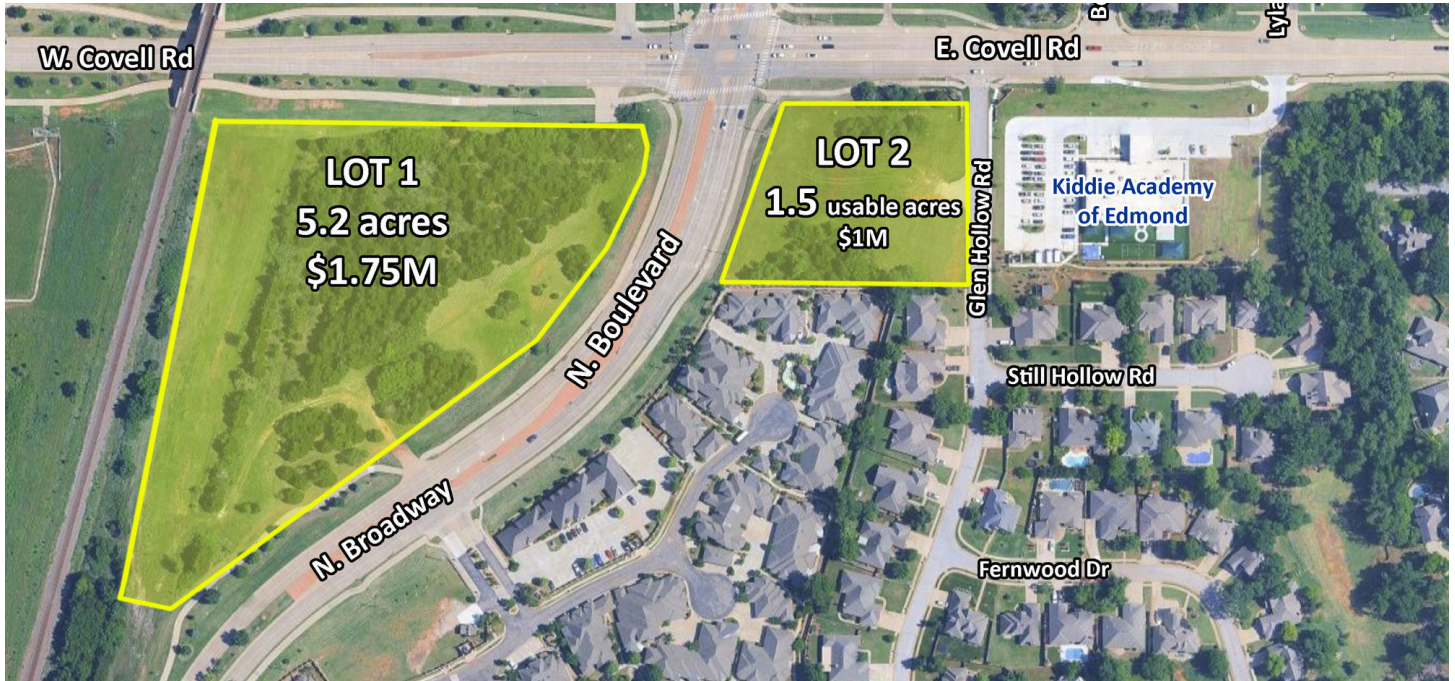 W. Covell Rd
E. Covell Rd
LOT 1
5.2 acres
$1.75M
LOT 2
1.5 usable acres
$1M
Kiddie Academy
of Edmond
Glen Hollow Rd
N. Boulevard
Still Hollow Rd
N. Broadway
Fernwood Dr